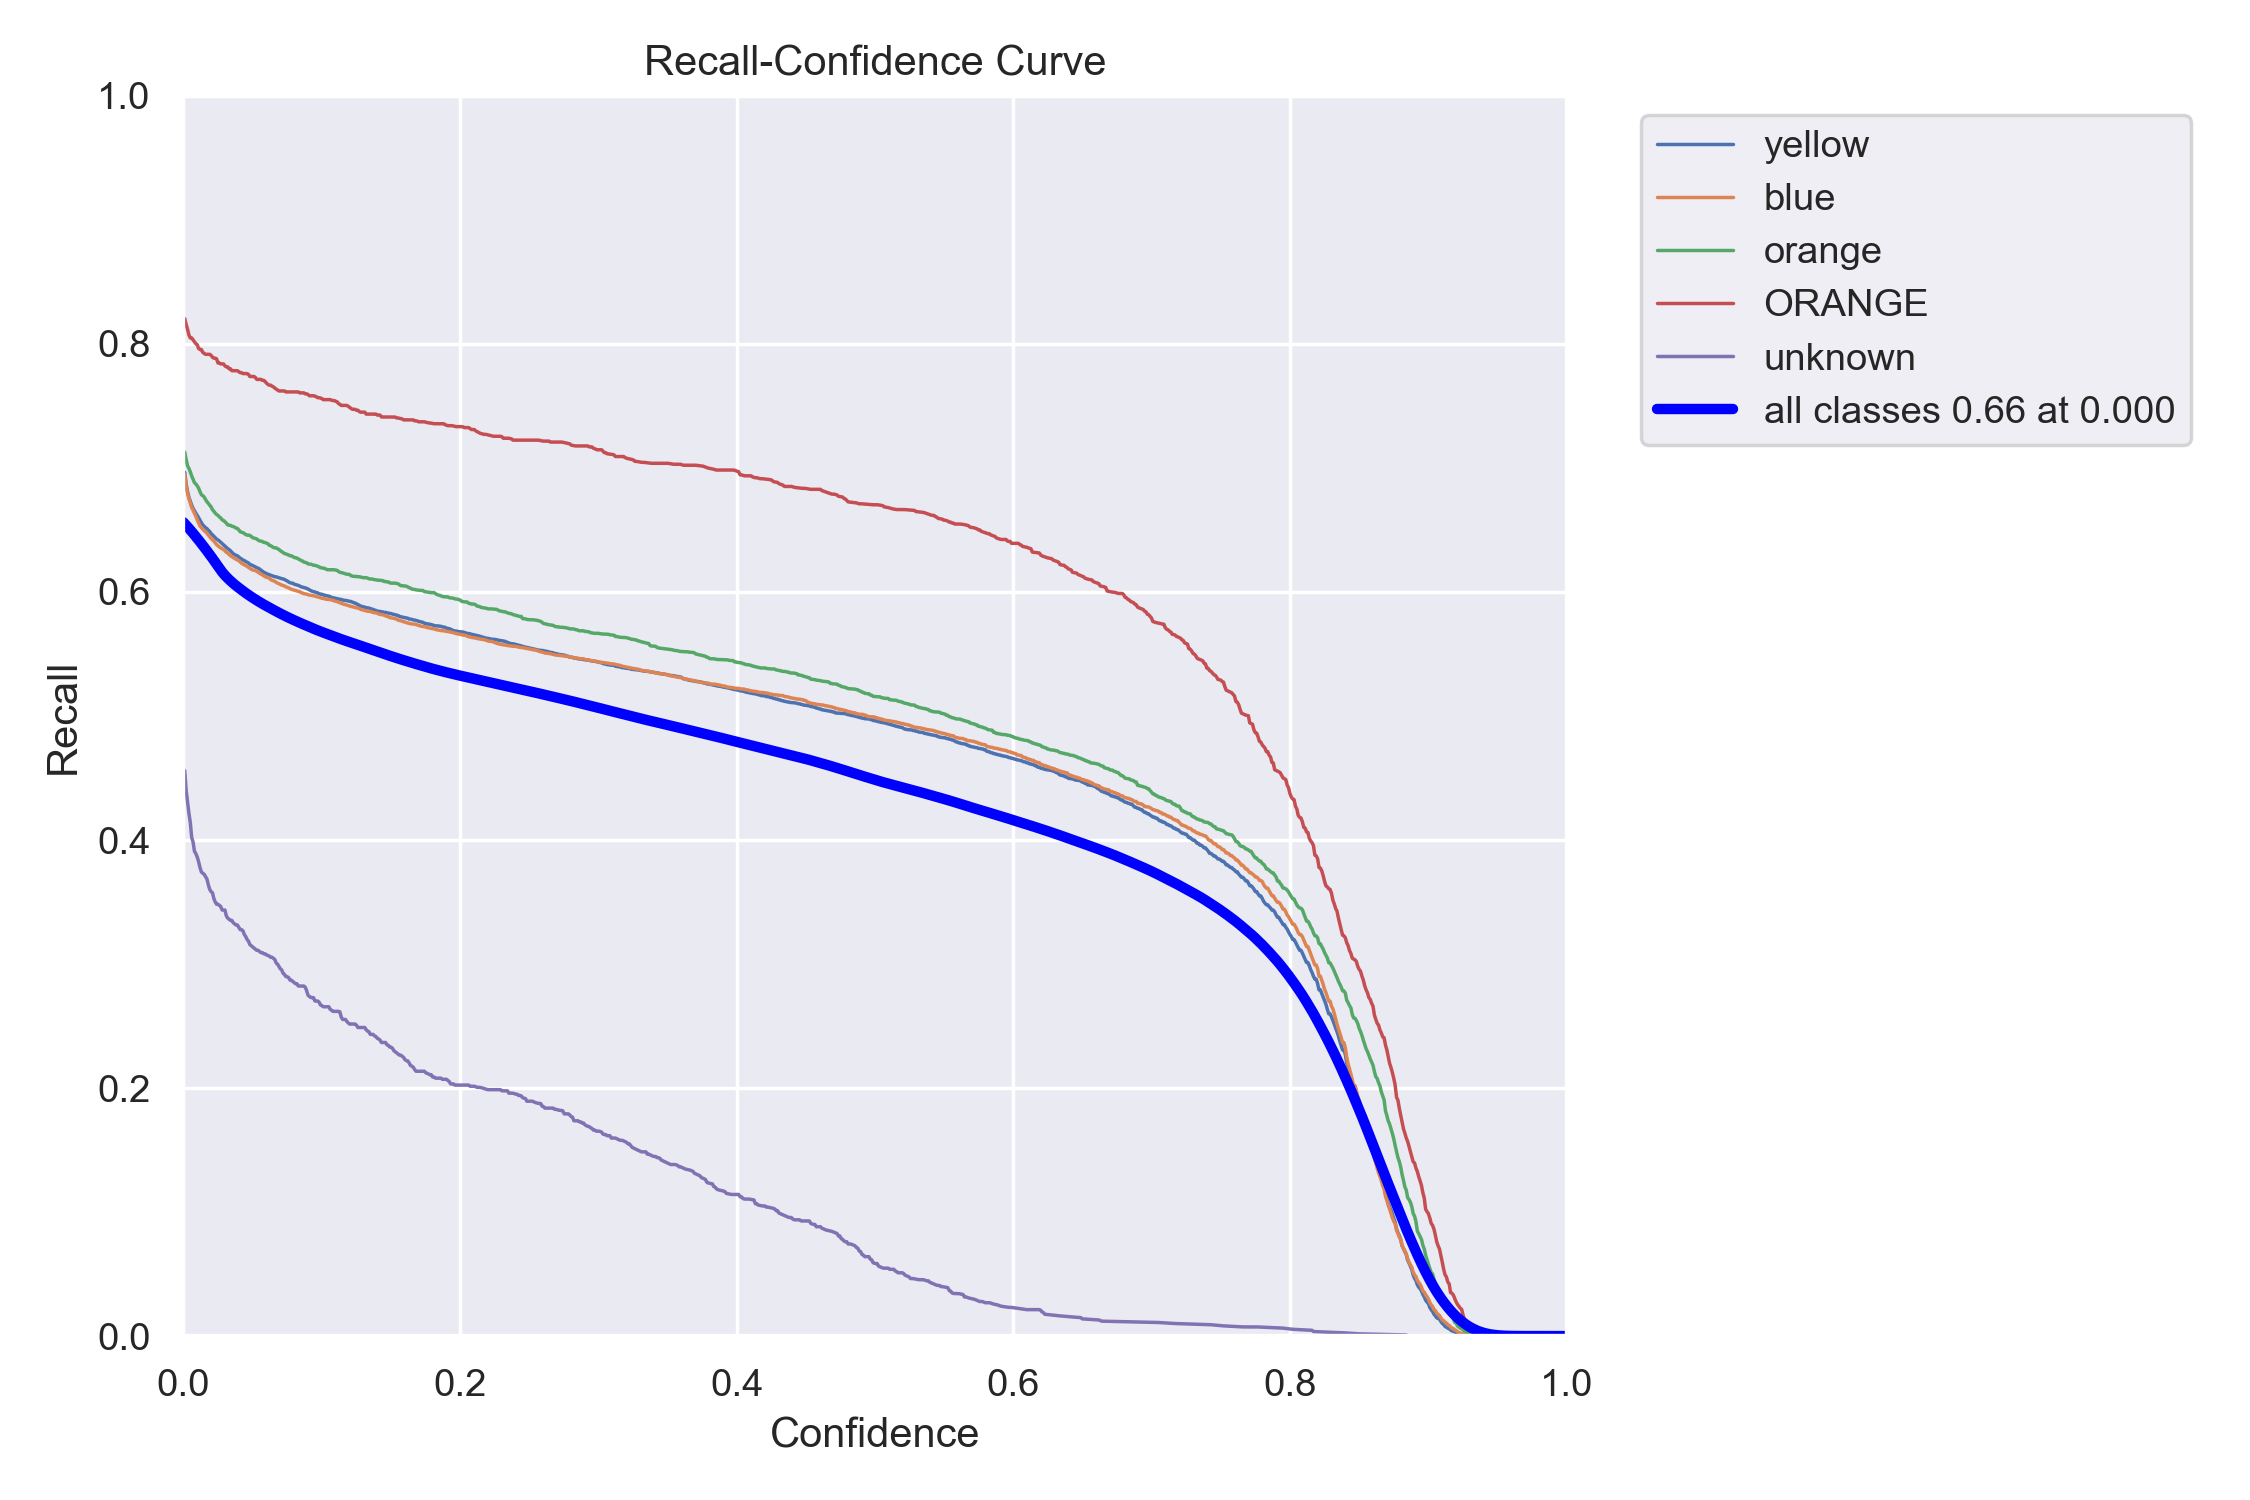 Recall-Confidence Curve
1.0
0.8
0.6
0.4
0.2
0.0
Recall
0.0 0.2 0.4 0.6 0.8 1.0
Confidence
yellow
blue
orange
ORANGE
unknown
all classes 0.66 at 0.000